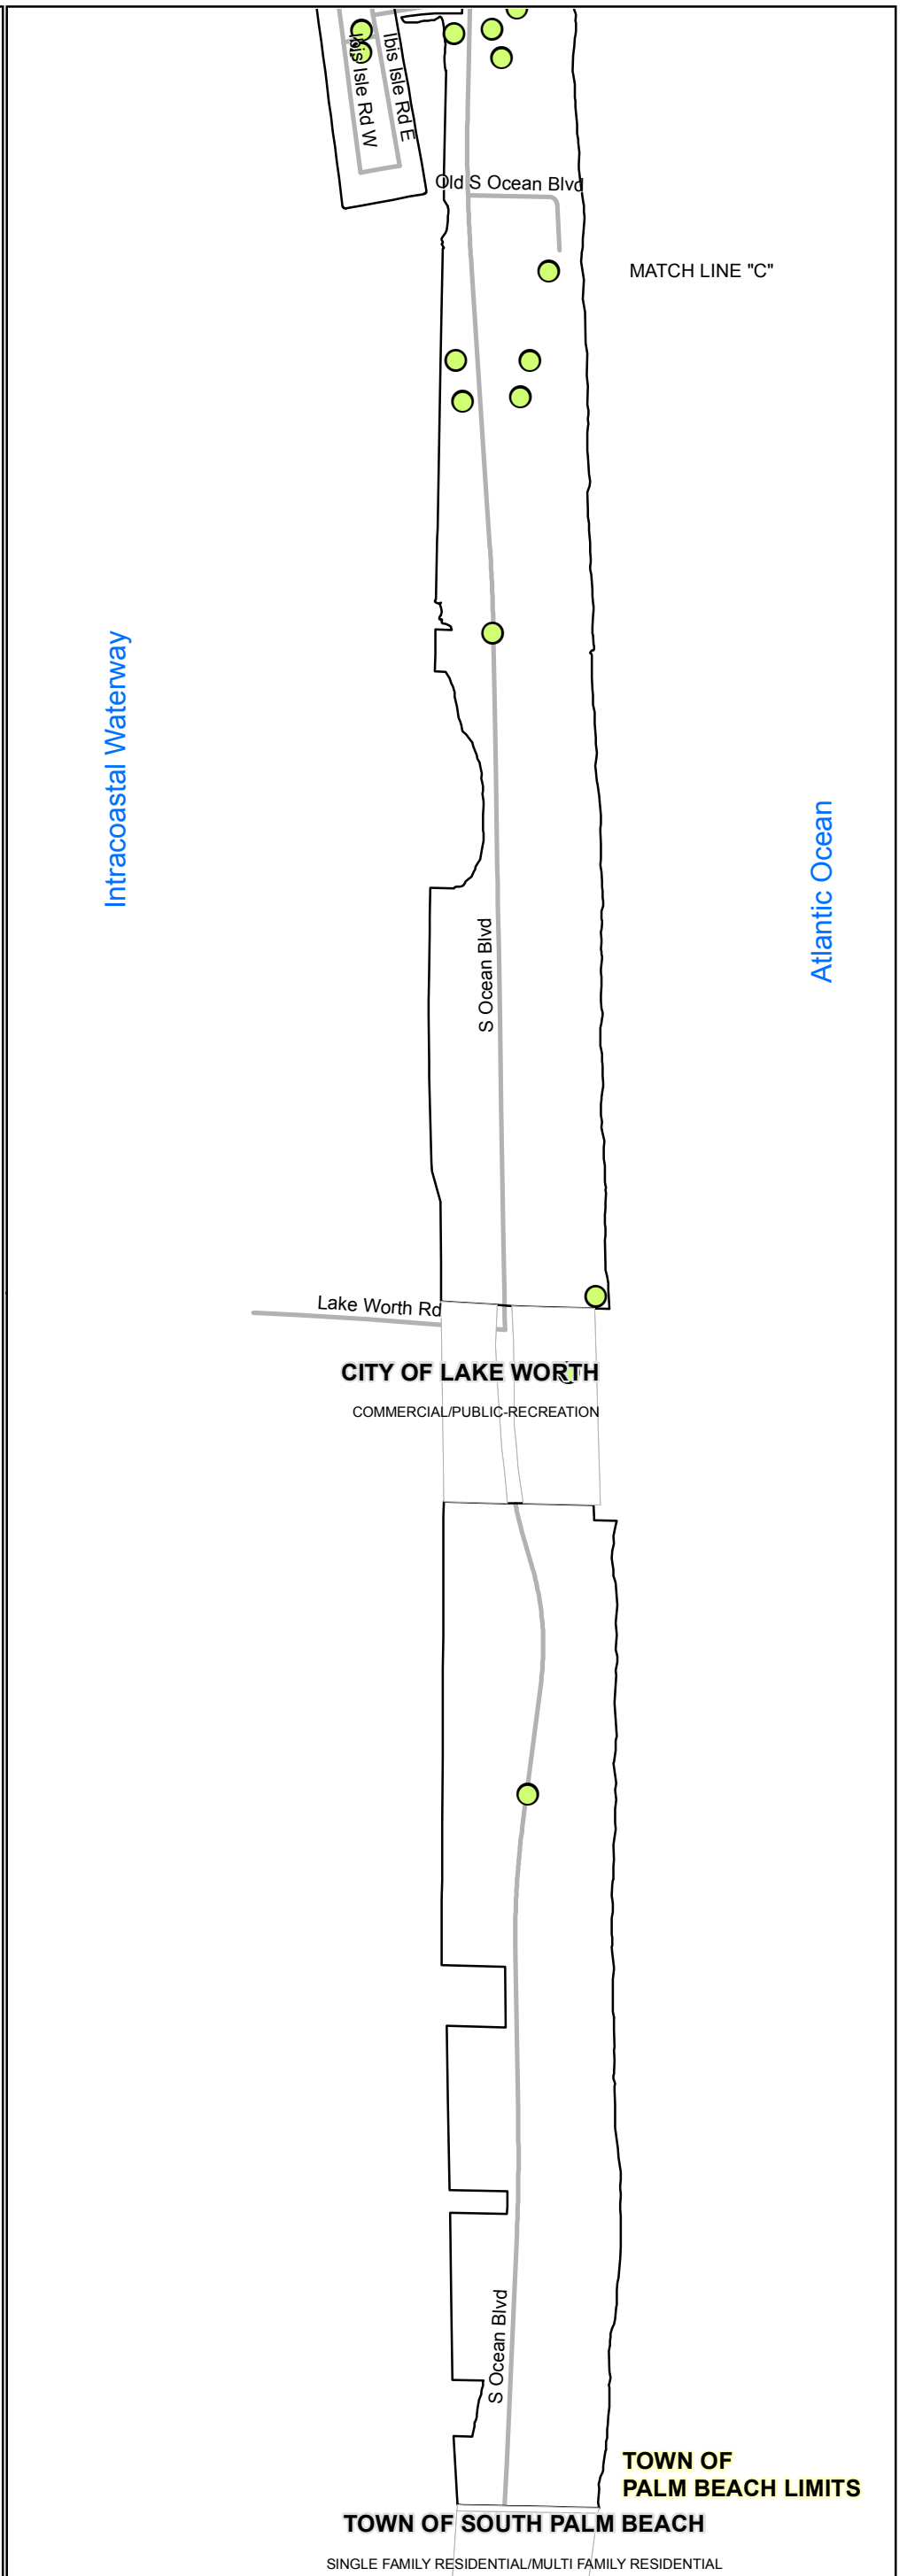 Ibis Isle Rd W
Ibis Isle Rd E
Old S Ocean Blvd
MATCH LINE "C"
Intracoastal Waterway
Atlantic Ocean
S Ocean Blvd
Lake Worth Rd
CITY OF LAKE WORTH
COMMERCIAL/PUBLIC-RECREATION
S Ocean Blvd
TOWN OF
PALM BEACH LIMITS
TOWN OF SOUTH PALM BEACH
SINGLE FAMILY RESIDENTIAL/MULTI FAMILY RESIDENTIAL